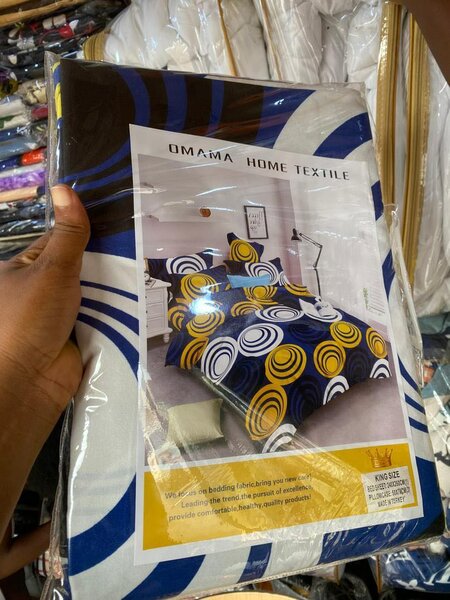 OMAMA HOME TEXTILE
We focus on bedding fabric,bring you new care!
Leading the trend,the pursuit of excellence,
provide comfortable,healthy,quality products!
KING SIZE
MADE IN TERKEY